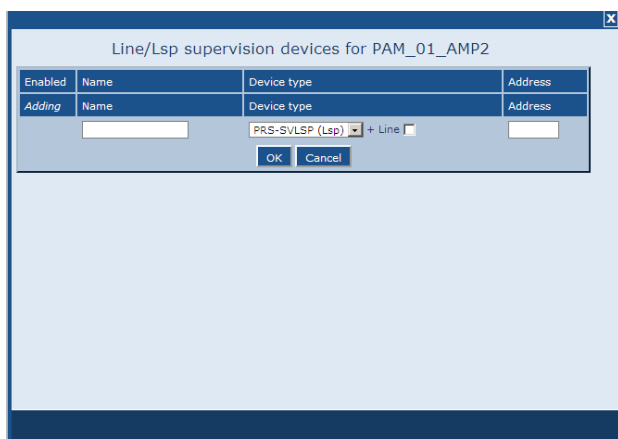 X
Line/Lsp supervision devices for PAM_01_AMP2
Enabled Name Device type Address
Adding Name Device type Address
PRS-SVLSP (Lsp) + Line
OK Cancel